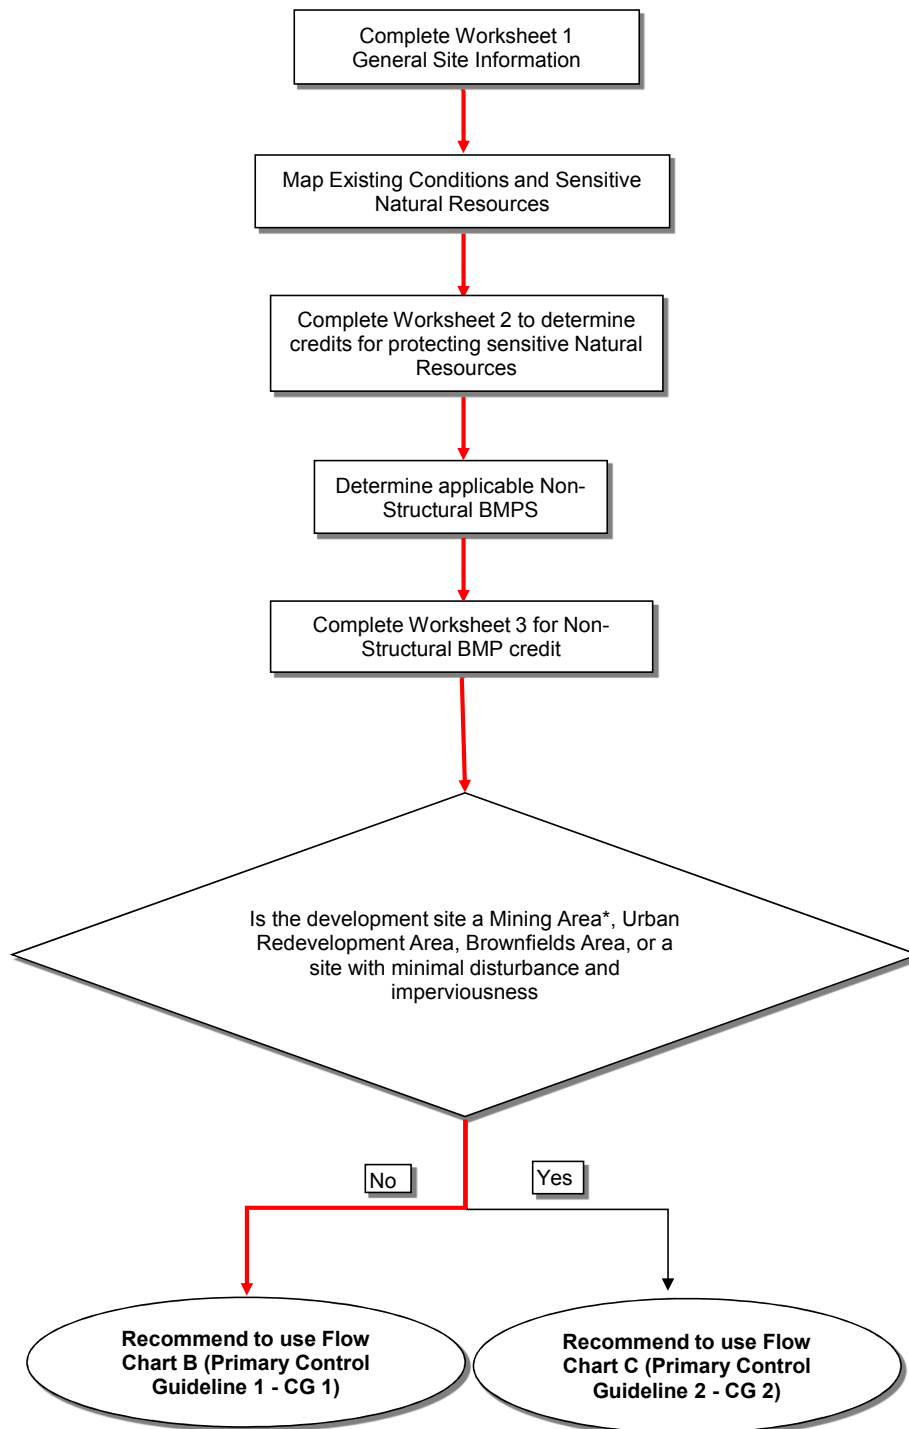 Complete Worksheet 1
General Site Information
Map Existing Conditions and Sensitive
Natural Resources
Complete Worksheet 2 to determine
credits for protecting sensitive Natural
Resources
Determine applicable Non-
Structural BMPS
Complete Worksheet 3 for Non-
Structural BMP credit
Is the development site a Mining Area*, Urban
Redevelopment Area, Brownfields Area, or a
site with minimal disturbance and
imperviousness
No
Yes
Recommend to use Flow
Chart B (Primary Control
Guideline 1 - CG 1)
Recommend to use Flow
Chart C (Primary Control
Guideline 2 - CG 2)